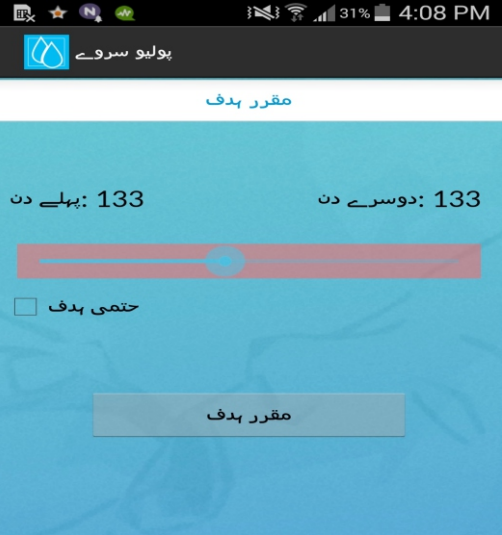 31% 4:08 PM
پولیو سروے
مقرر ہدف
پہلے دن: 133
دوسرے دن: 133
حتمی ہدف
مقرر ہدف